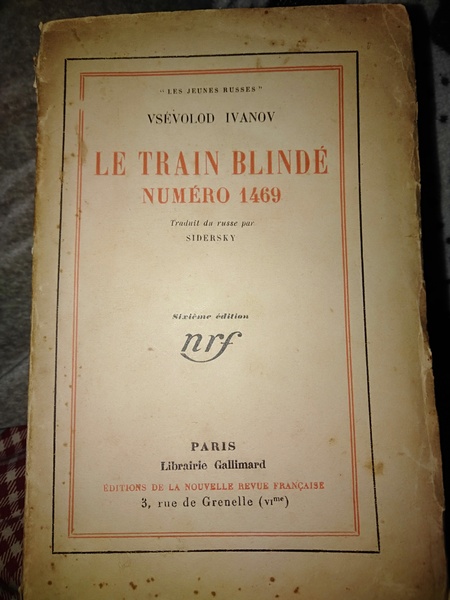 "LES JEUNES RUSSES"
VSÉVOLOD IVANOV
LE TRAIN BLINDÉ
NUMÉRO 1469
Traduit du russe par
SIDERSKY
Sixième édition
nrf
PARIS
Librairie Gallimard
ÉDITIONS DE LA NOUVELLE REVUE FRANÇAISE
3, rue de Grenelle (VIme)